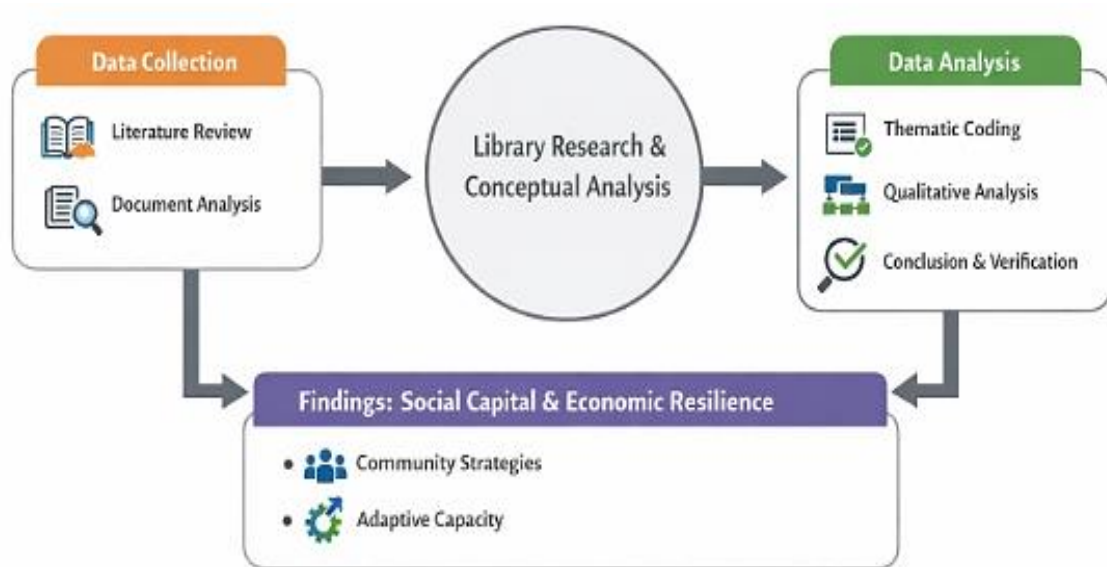 Data Collection
Literature Review
Document Analysis
Library Research &
Conceptual Analysis
Data Analysis
Thematic Coding
Qualitative Analysis
Conclusion & Verification
Findings: Social Capital & Economic Resilience
• Community Strategies
• Adaptive Capacity